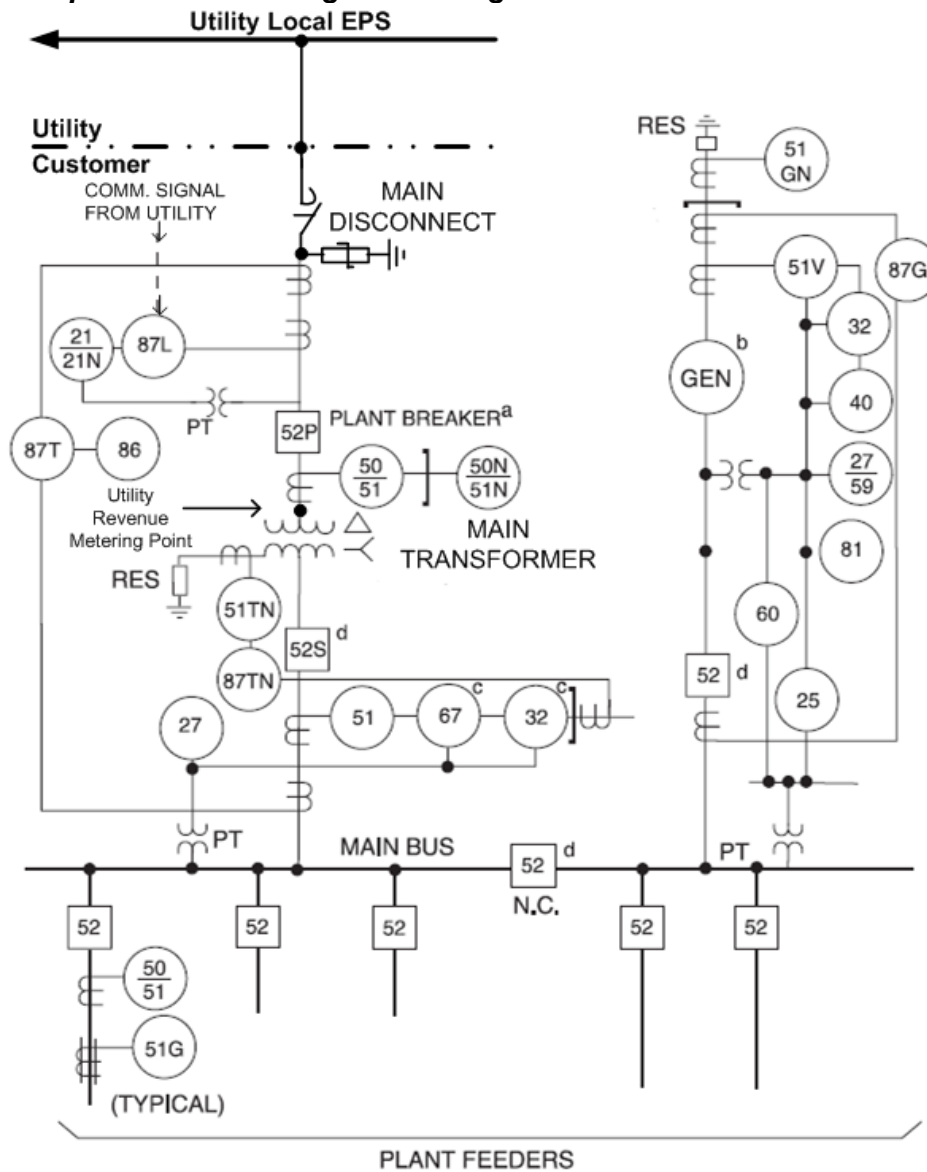 Utility Local EPS
Utility
Customer
COMM. SIGNAL
FROM UTILITY
MAIN
DISCONNECT
21
21N
87L
PT
52P
PLANT BREAKERᵃ
87T
86
50
51
50N
51N
Utility
Revenue
Metering Point
MAIN
TRANSFORMER
RES
51TN
52S
d
87TN
27
51
67
c
32
c
PT
MAIN BUS
52
d
N.C.
RES
51
GN
51V
87G
32
GEN
b
40
27
59
81
60
52
d
25
PT
52
52
52
52
52
50
51
51G
(TYPICAL)
PLANT FEEDERS